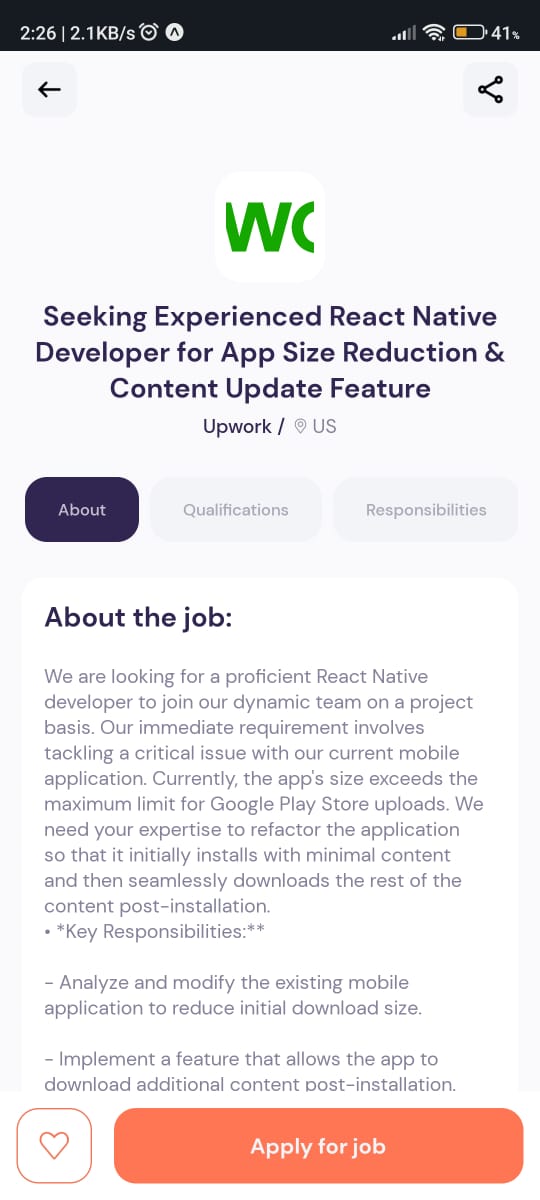 2:26 | 2.1KB/s
41%
WC
Seeking Experienced React Native
Developer for App Size Reduction &
Content Update Feature
Upwork / US
About
Qualifications
Responsibilities
About the job:
We are looking for a proficient React Native
developer to join our dynamic team on a project
basis. Our immediate requirement involves
tackling a critical issue with our current mobile
application. Currently, the app's size exceeds the
maximum limit for Google Play Store uploads. We
need your expertise to refactor the application
so that it initially installs with minimal content
and then seamlessly downloads the rest of the
content post-installation.
• *Key Responsibilities:**
- Analyze and modify the existing mobile
application to reduce initial download size.
- Implement a feature that allows the app to
download additional content post-installation.
Apply for job